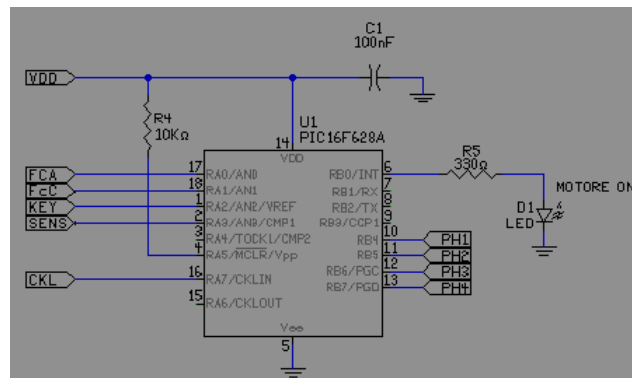 C1
100nF
VDD
R4
10KΩ
U1
PIC16F628A
14
VDD
R5
330Ω
FCA
17
RA0/AN0
RB0/INT
6
FcC
18
RA1/AN1
RB1/RX
7
MOTORE ON
KEY
1
RA2/AN2/VREF
RB2/TX
8
D1
LED
SENS
2
RA3/AN3/CMP1
RB3/CCP1
9
3
RA4/TOCK1/CMP2
RB4
10
PH1
4
RA5/MCLR/Vpp
RB5
11
PH2
RB6/PGC
12
PH3
CKL
16
RA7/CKLIN
RB7/PGD
13
PH4
15
RA6/CKLOUT
Vss
5